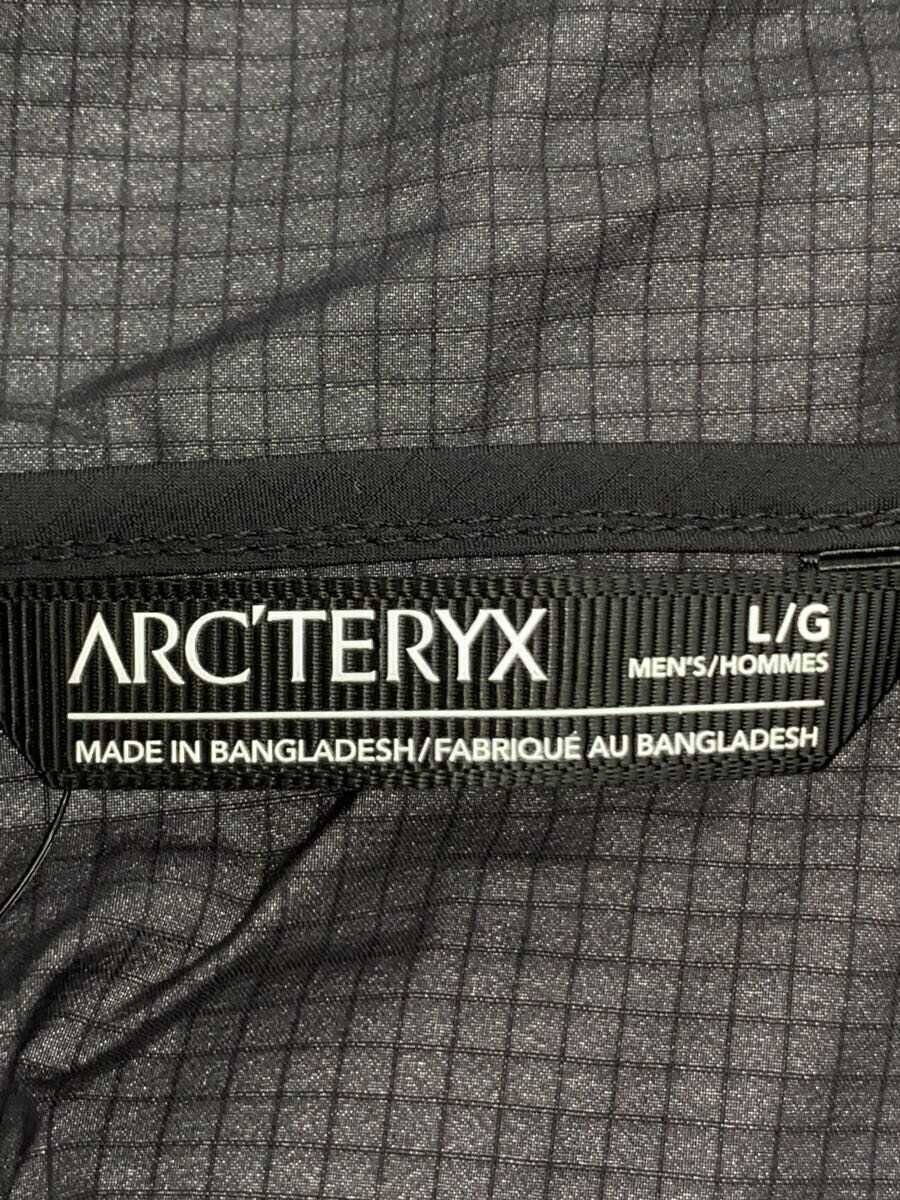 ARC'TERYX
L/G
MEN'S/HOMMES
MADE IN BANGLADESH/FABRIQUÉ AU BANGLADESH